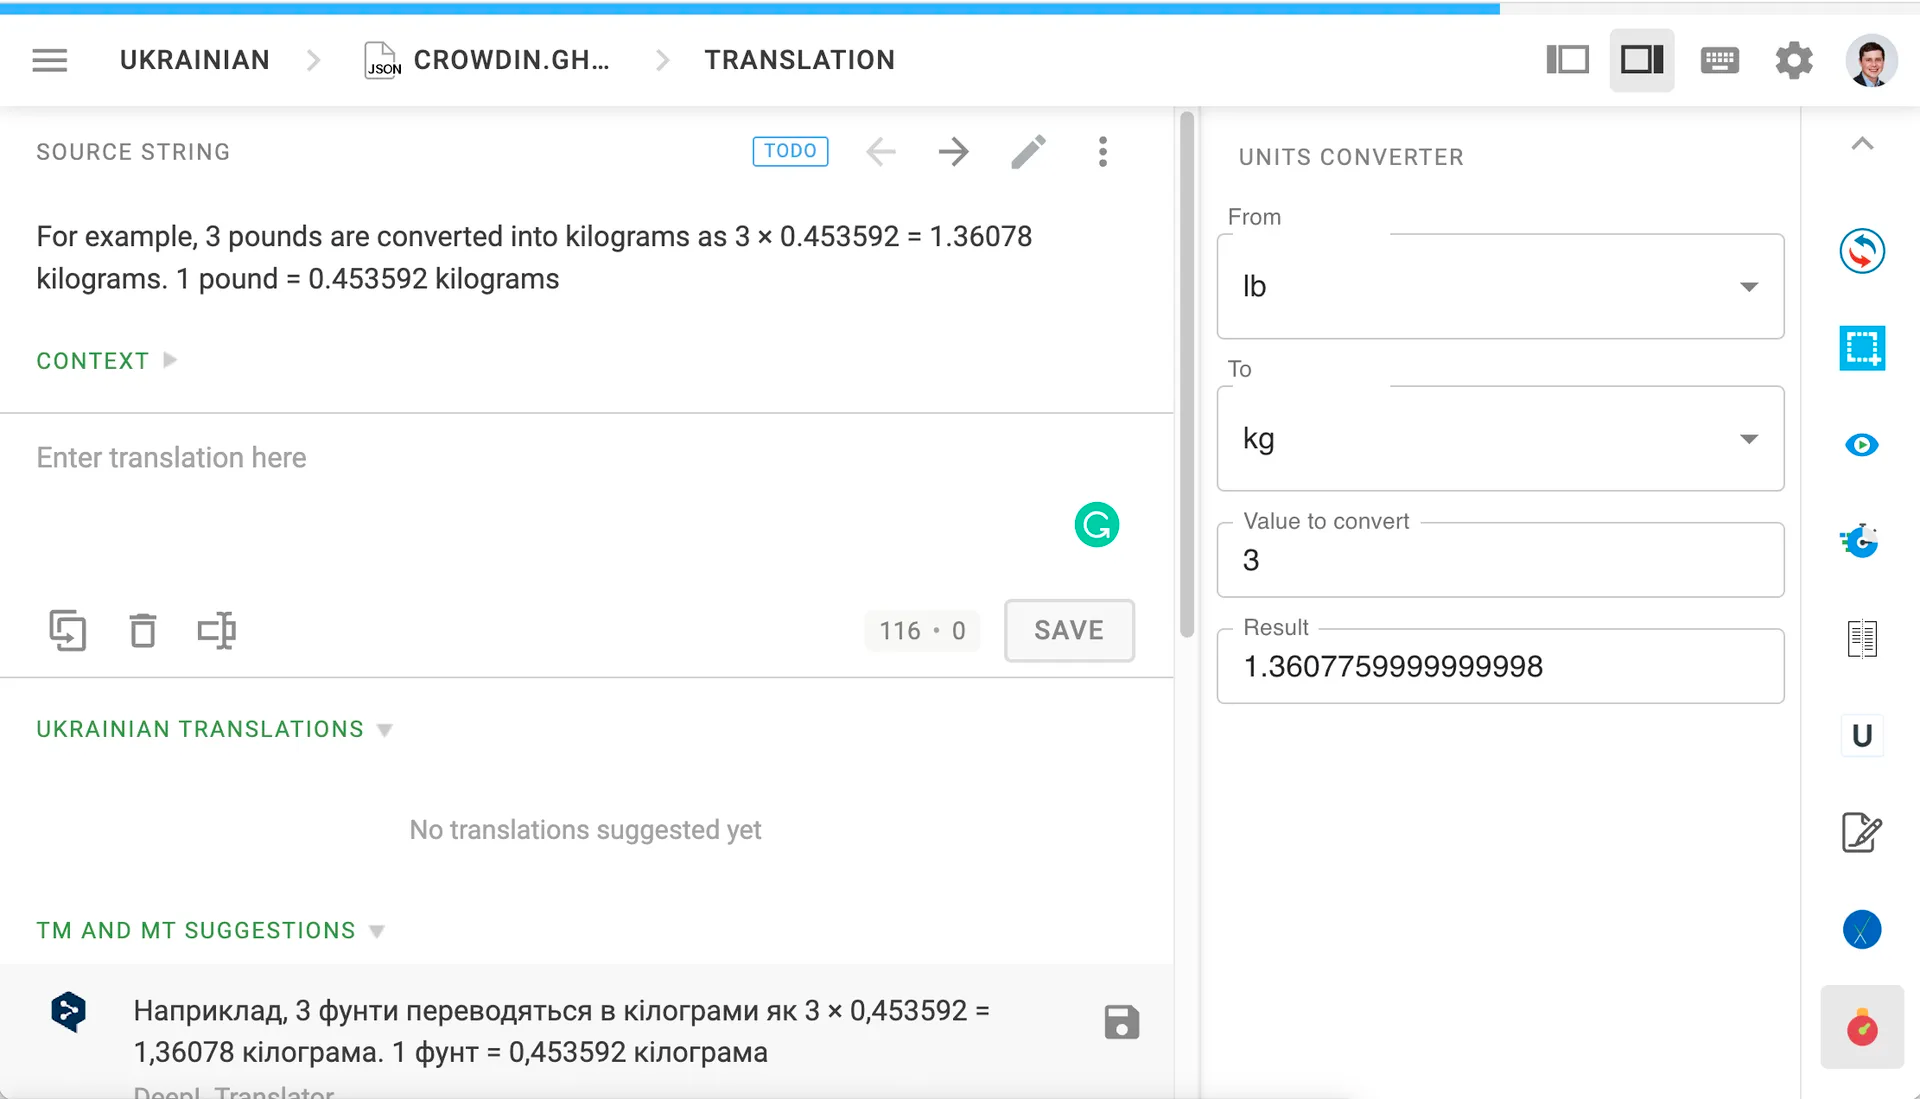 UKRAINIAN
JSON
CROWDIN.GH...
TRANSLATION
SOURCE STRING
TODO
For example, 3 pounds are converted into kilograms as 3 × 0.453592 = 1.36078
kilograms. 1 pound = 0.453592 kilograms
CONTEXT
Enter translation here
116 • 0
SAVE
UKRAINIAN TRANSLATIONS
No translations suggested yet
TM AND MT SUGGESTIONS
Наприклад, 3 фунти переводяться в кілограми як 3 × 0,453592 =
1,36078 кілограма. 1 фунт = 0,453592 кілограма
DeepL Translator
UNITS CONVERTER
From
lb
To
kg
Value to convert
3
Result
1.3607759999999998
U